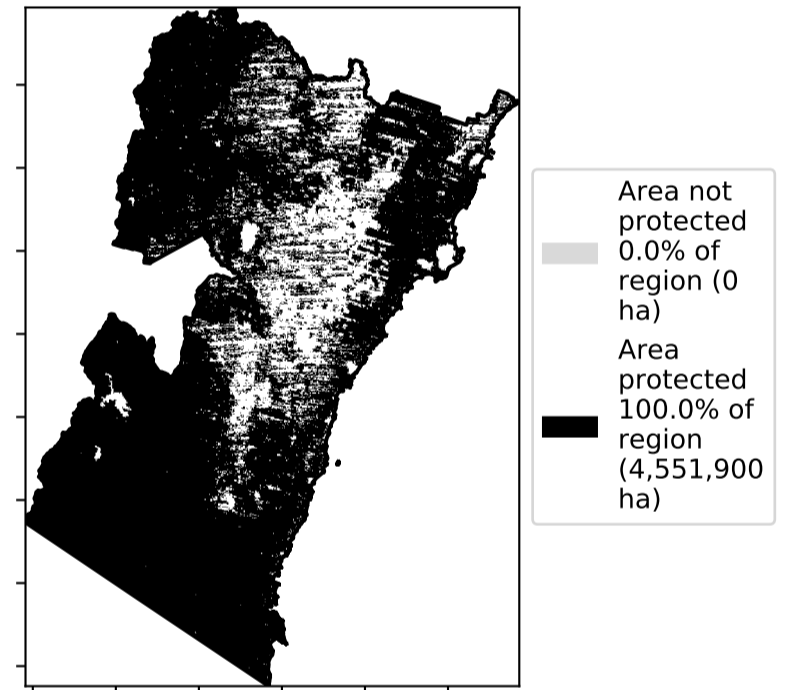 Area not
protected
0.0% of
region (0
ha)
Area
protected
100.0% of
region
(4,551,900
ha)